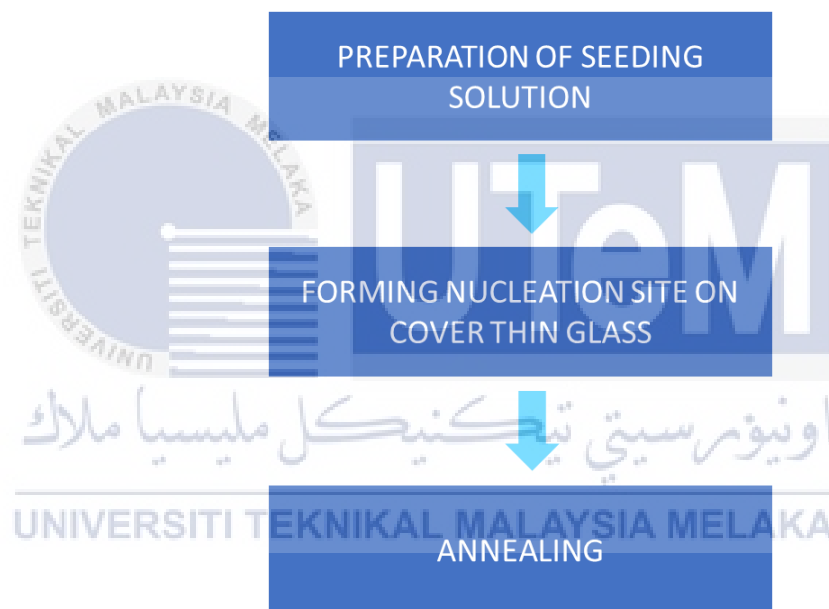 PREPARATION OF SEEDING
SOLUTION
UNIVERSITI TEKNIKAL MALAYSIA MELAKA
UTeM
FORMING NUCLEATION SITE ON
COVER THIN GLASS
اونيورسيتي تيكنيكل مليسيا ملاك
UNIVERSITI TEKNIKAL MALAYSIA MELAKA
ANNEALING